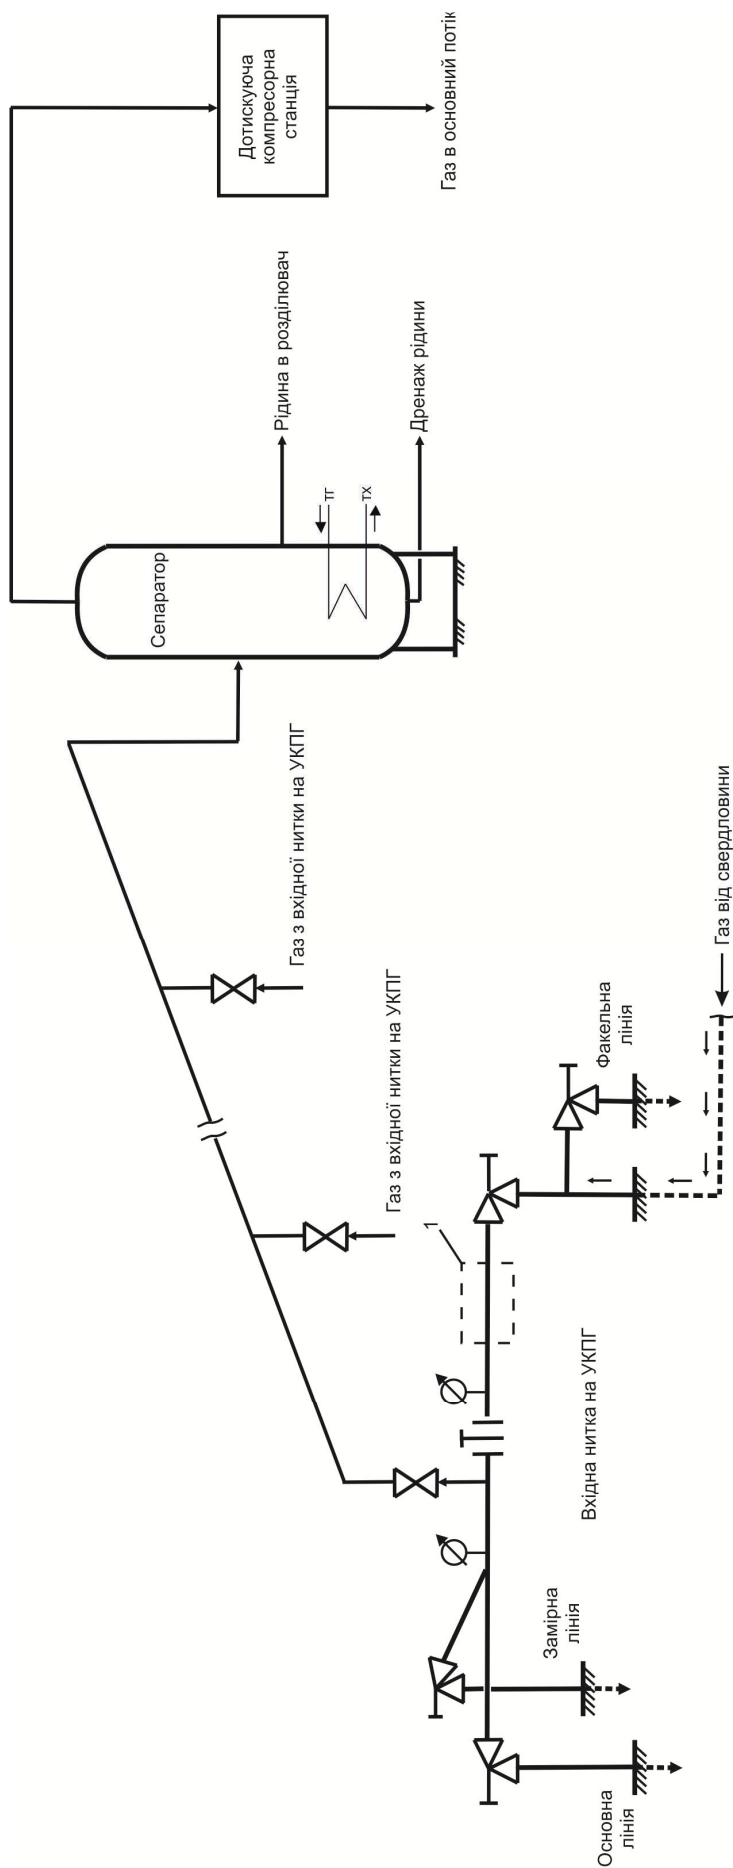 Дотискуюча
компресорна
станція
Газ в основний потік
Рідина в розділювач
Дренаж рідини
Сепаратор
тг
тх
Газ з вхідної нитки на УКПГ
Газ з вхідної нитки на УКПГ
Газ від свердловини
Факельна
лінія
1
Вхідна нитка на УКПГ
Замірна
лінія
Основна
лінія